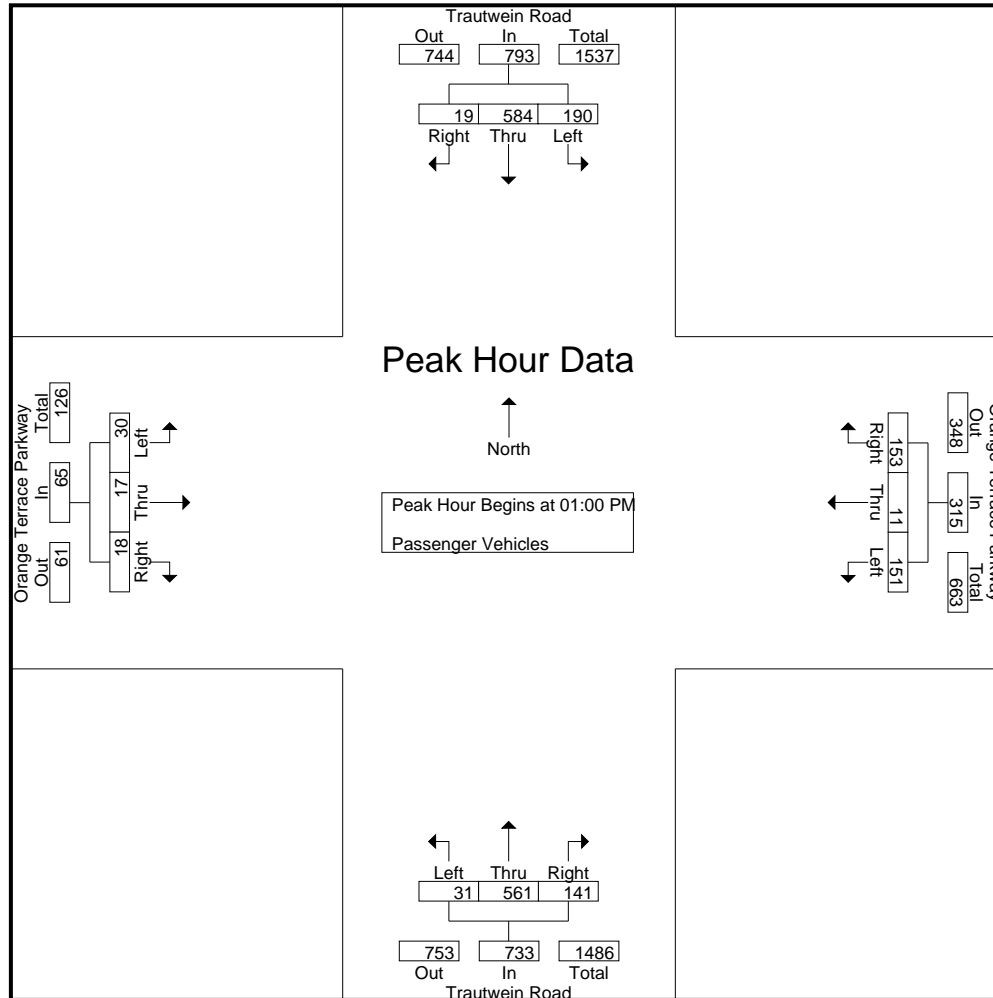 Trautwein Road
Out In Total
744 793 1537
19 584 190
Right Thru Left
Peak Hour Data
North
Peak Hour Begins at 01:00 PM
Passenger Vehicles
Orange Terrace Parkway
Total In Out
126 65 61
30 17 18
Left Thru Right
Right Thru Left
153 11 151
Out In Total
348 315 663
Orange Terrace Parkway
Left Thru Right
31 561 141
753 733 1486
Out In Total
Trautwein Road